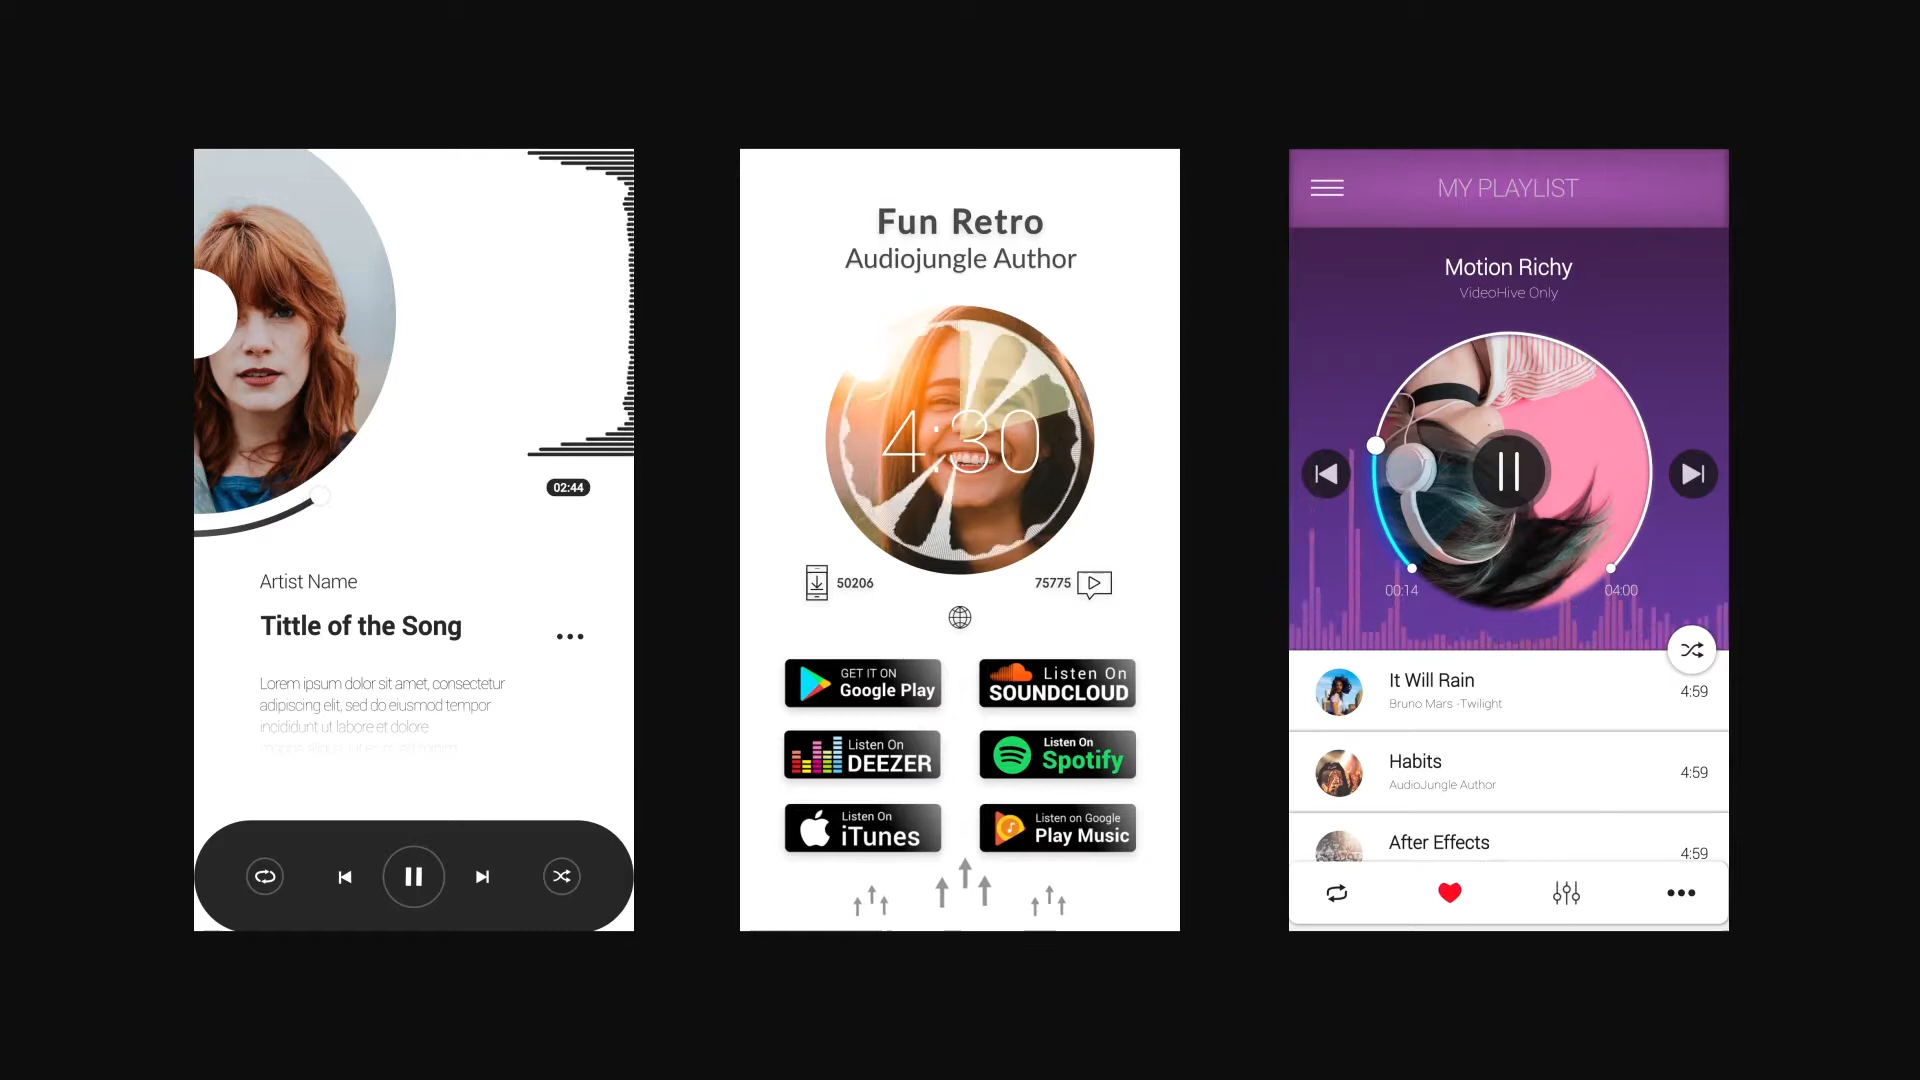 02:44
Artist Name
Tittle of the Song
Lorem ipsum dolor sit amet, consectetur
adipiscing elit, sed do eiusmod tempor
incididunt ut labore et dolore
Fun Retro
Audiojungle Author
4:30
50206
75775
GET IT ON
Google Play
Listen On
SOUNDCLOUD
Listen On
DEEZER
Listen On
Spotify
Listen On
iTunes
Listen on Google
Play Music
MY PLAYLIST
Motion Richy
VideoHive Only
00:14
04:00
It Will Rain
Bruno Mars -Twilight
4:59
Habits
AudioJungle Author
4:59
After Effects
4:59